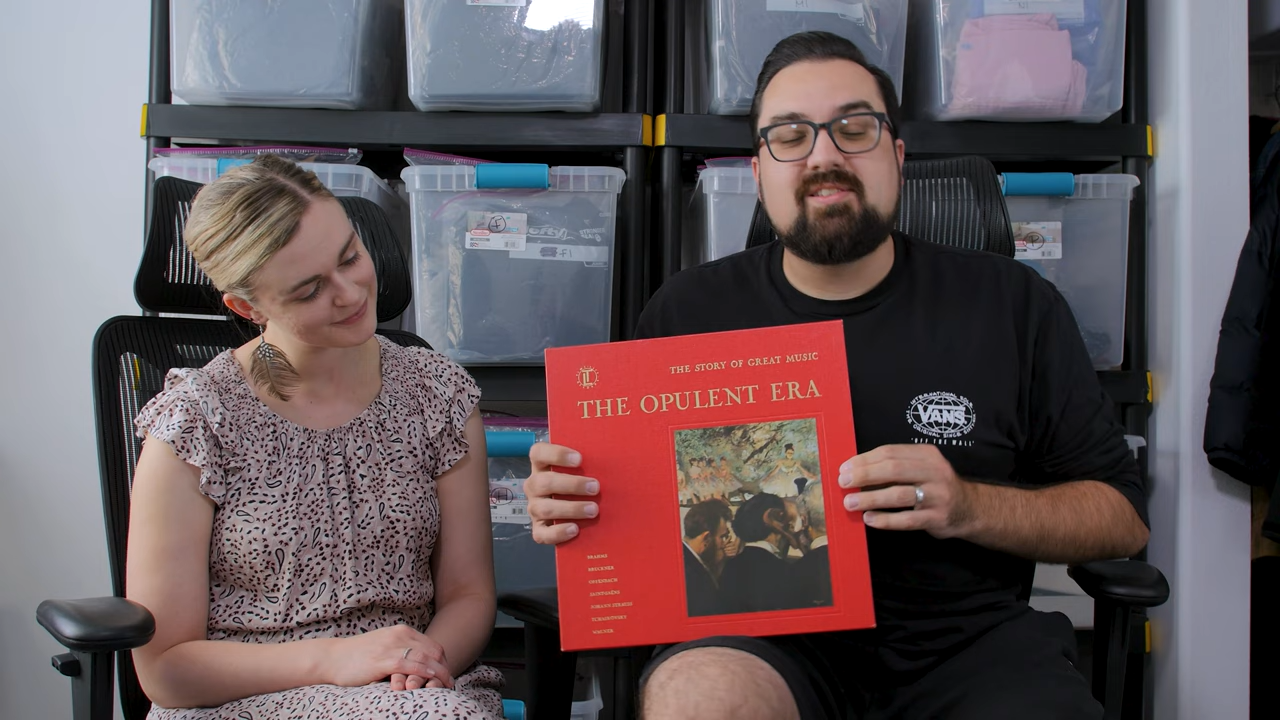 THE STORY OF GREAT MUSIC
THE OPULENT ERA
BRAHMS
BRUCKNER
OFFENBACH
SAINT-SAËNS
JOHANN STRAUSS
TCHAIKOVSKY
WAGNER
VANS
"OFF THE WALL"
F1